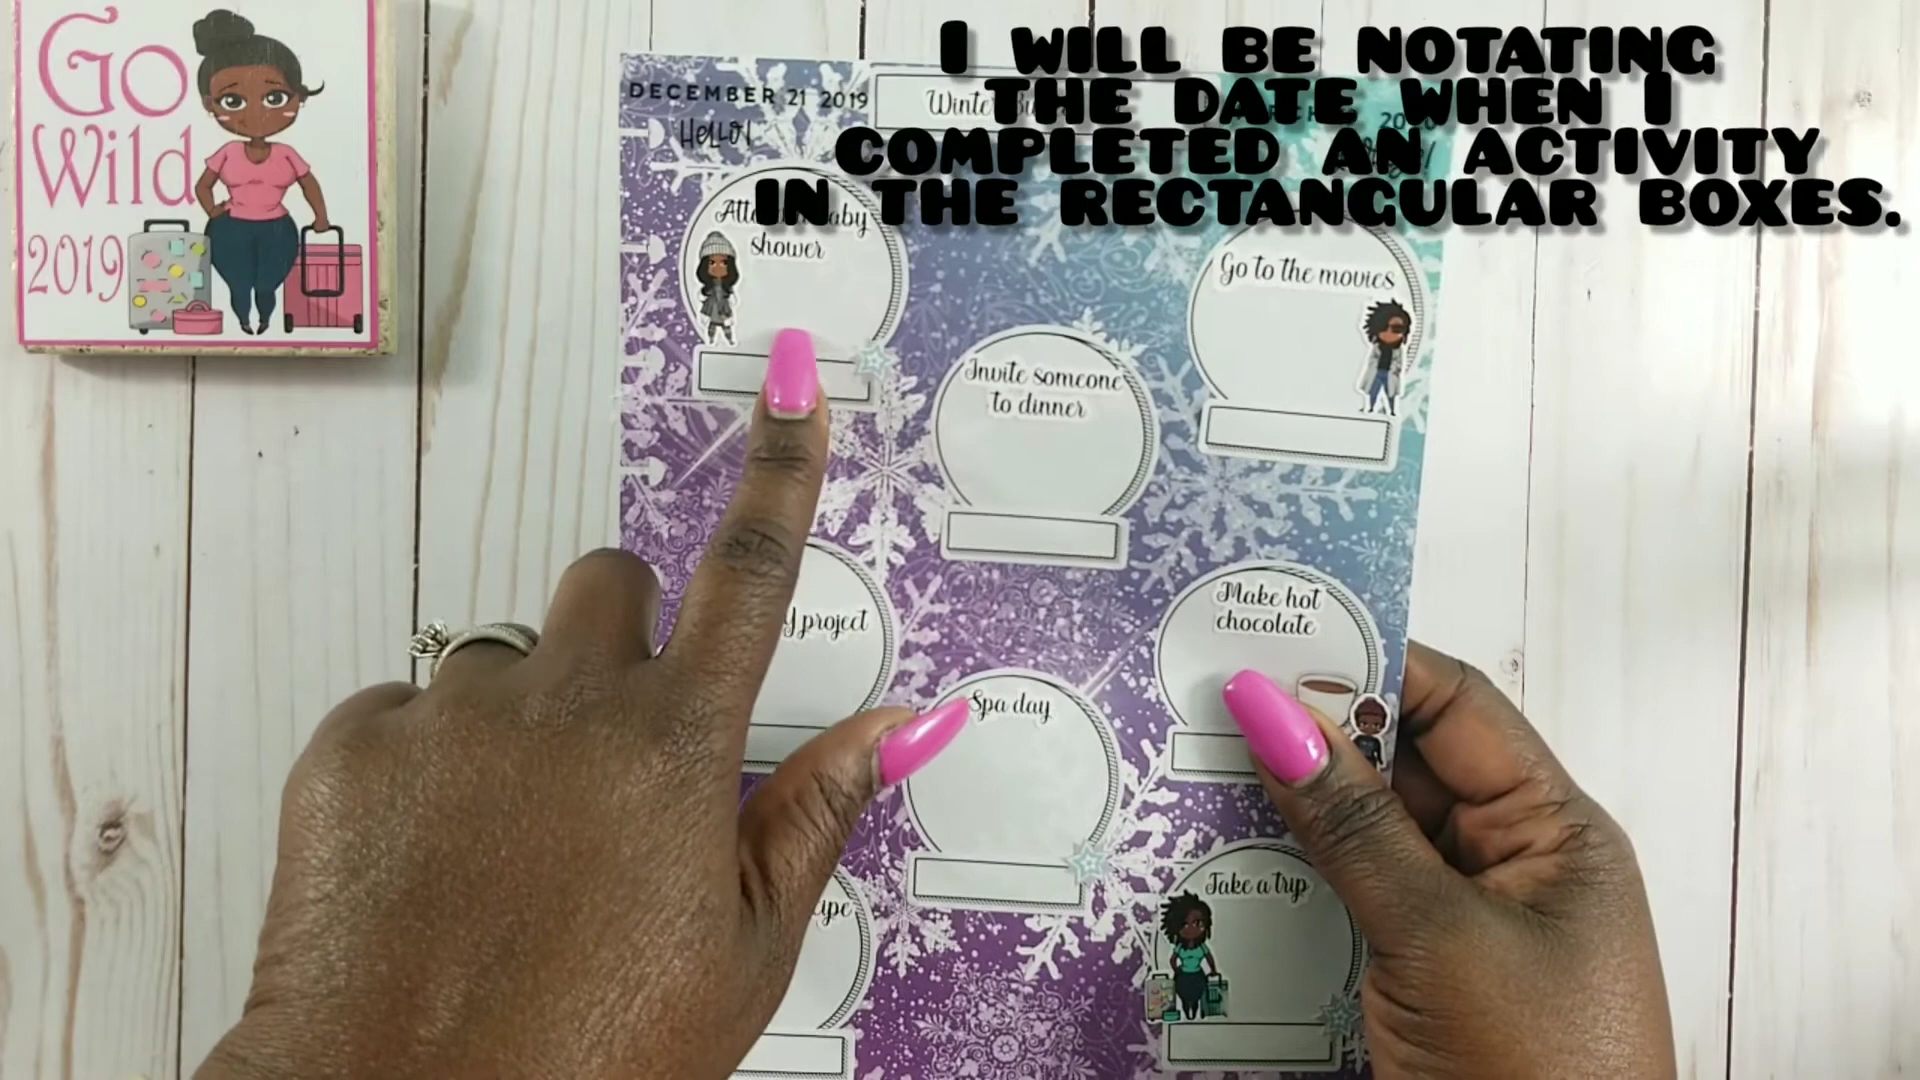 I WILL BE NOTATING
THE DATE WHEN I
COMPLETED AN ACTIVITY
IN THE RECTANGULAR BOXES.
Go
Wild
2019
DECEMBER 21 2019
HELLO!
shower
Go to the movies
Invite someone
to dinner
project
Make hot
chocolate
Spa day
Take a trip